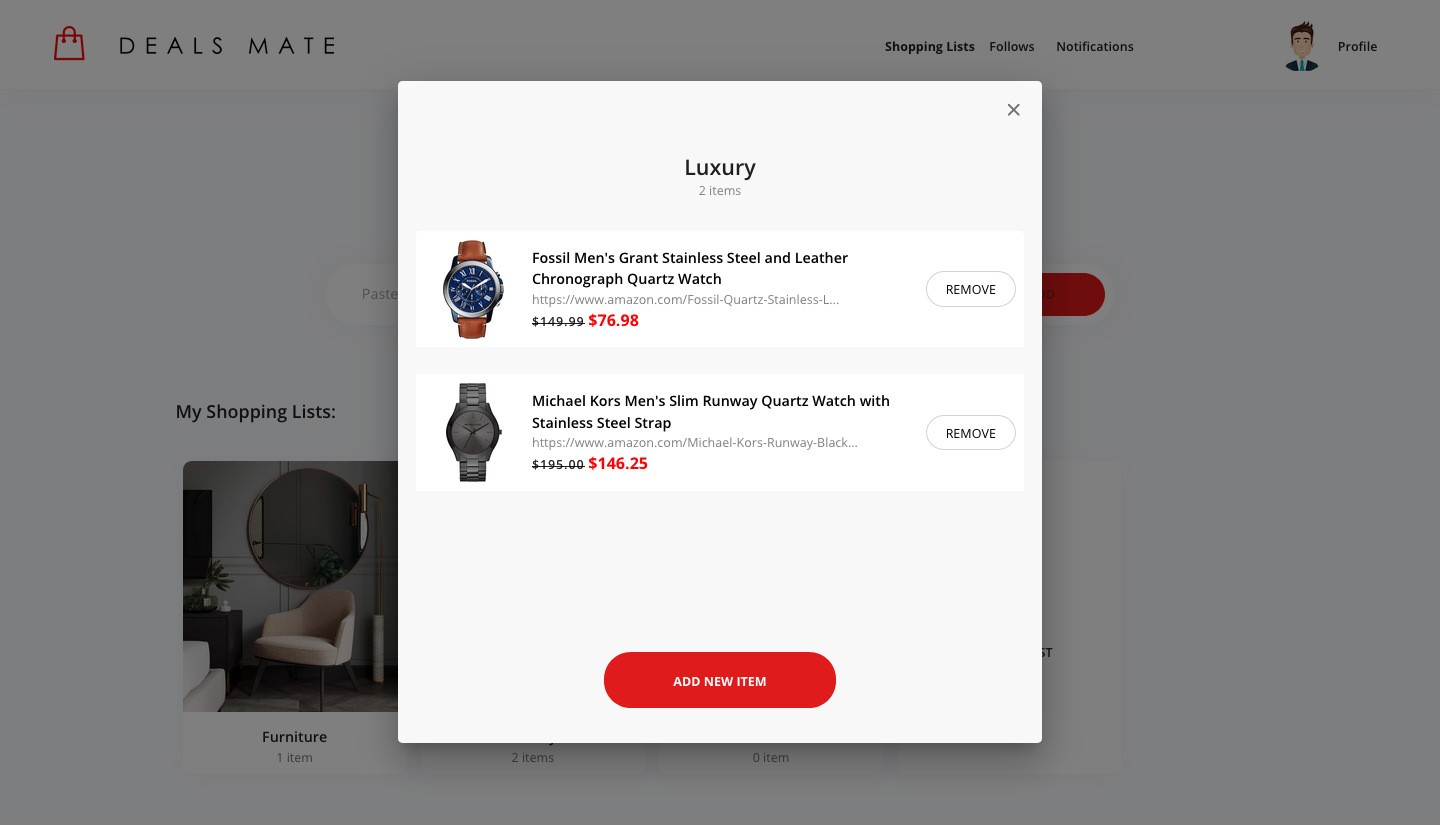 DEALS MATE
Shopping Lists
Follows
Notifications
Profile
Luxury
2 items
Fossil Men's Grant Stainless Steel and Leather
Chronograph Quartz Watch
https://www.amazon.com/Fossil-Quartz-Stainless-L...
$149.99 $76.98
REMOVE
Michael Kors Men's Slim Runway Quartz Watch with
Stainless Steel Strap
https://www.amazon.com/Michael-Kors-Runway-Black...
$195.00 $146.25
REMOVE
ADD NEW ITEM
Paste
My Shopping Lists:
Furniture
1 item
2 items
0 item